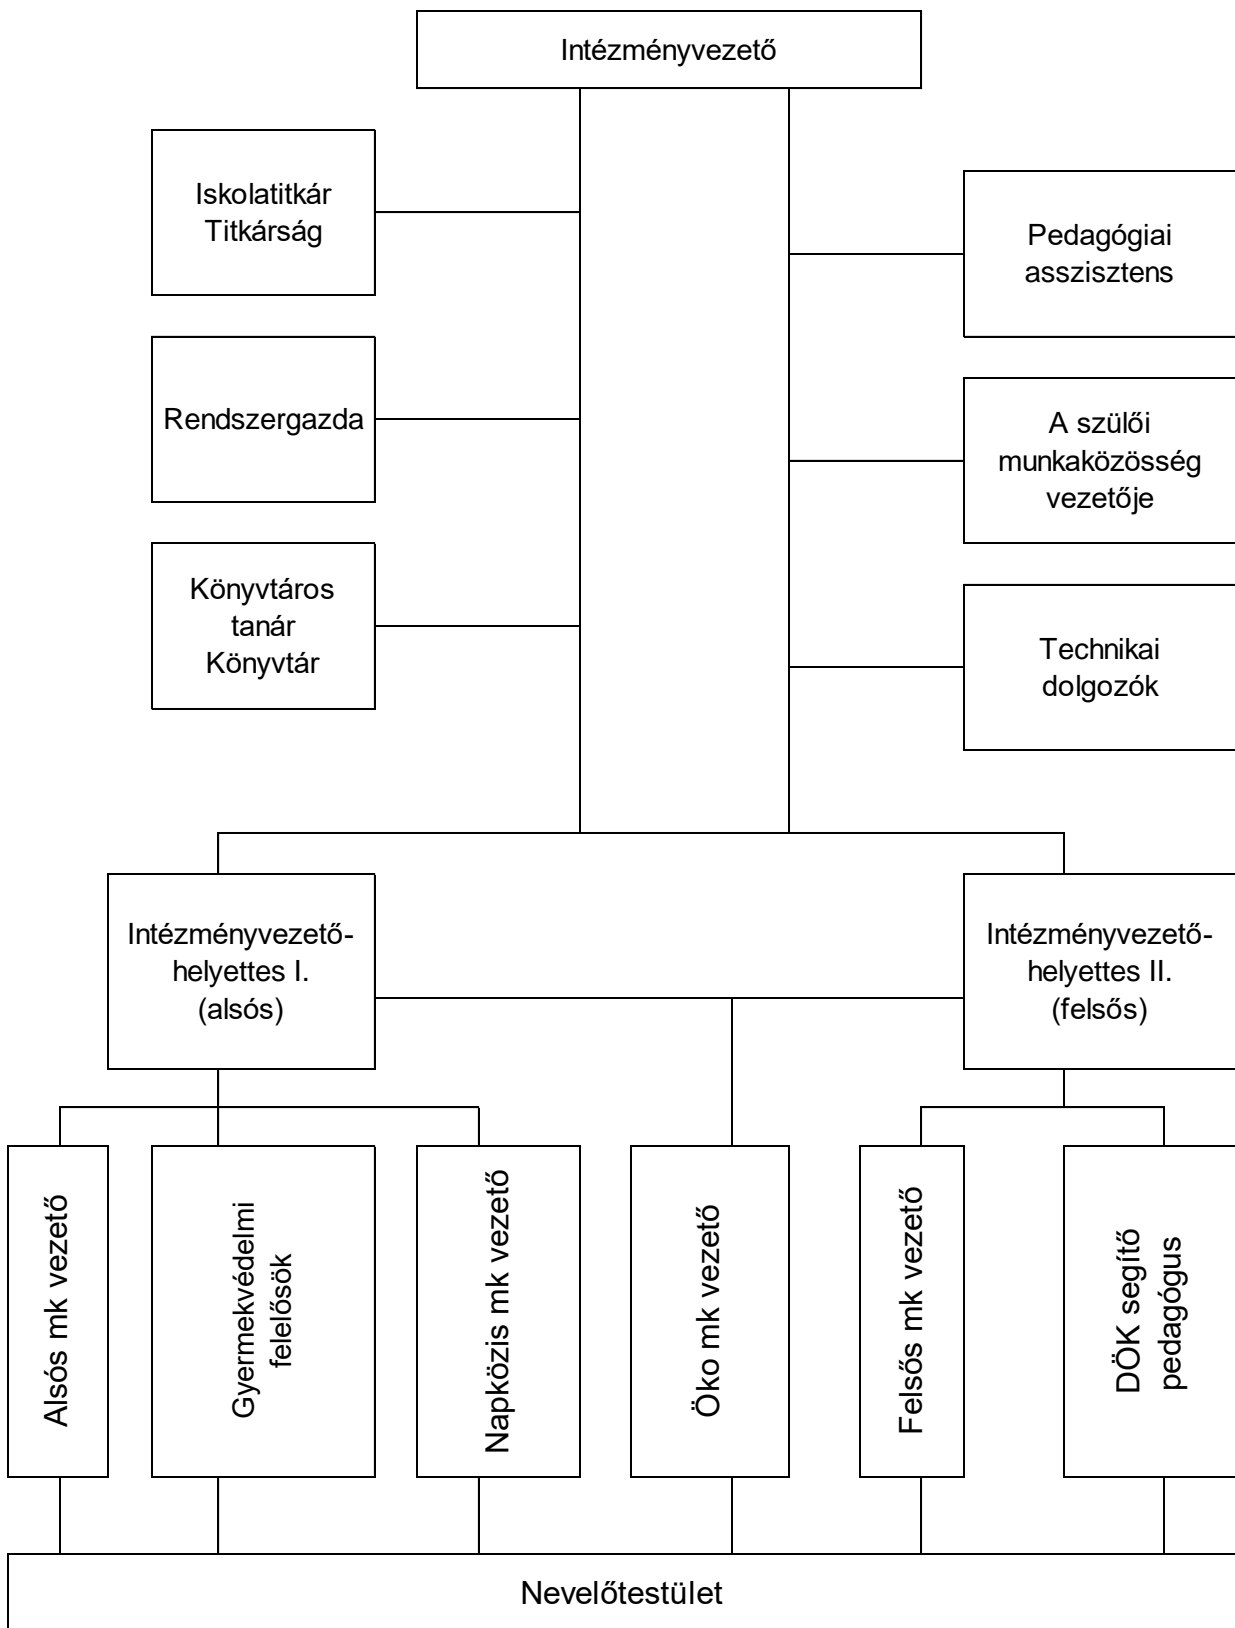 Intézményvezető
Iskolatitkár
Titkárság
Pedagógiai
asszisztens
Rendszergazda
A szülői
munkaközösség
vezetője
Könyvtáros
tanár
Könyvtár
Technikai
dolgozók
Intézményvezető-
helyettes I.
(alsós)
Intézményvezető-
helyettes II.
(felsős)
Alsós mk vezető
Gyermekvédelmi
felelősök
Napközis mk vezető
Öko mk vezető
Felsős mk vezető
DÖK segítő
pedagógus
Nevelőtestület